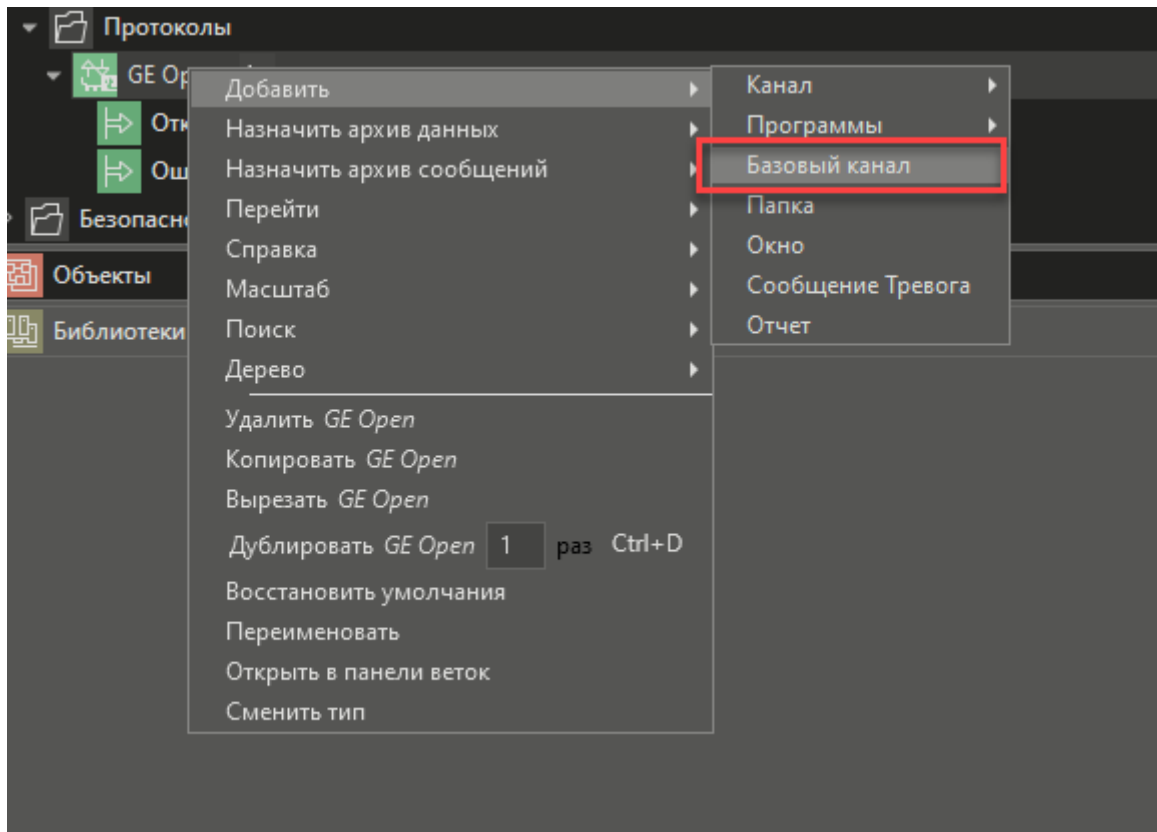 Протоколы
GE Op
Отк
Ош
Безопасн
Объекты
Библиотеки
Добавить
Назначить архив данных
Назначить архив сообщений
Перейти
Справка
Масштаб
Поиск
Дерево
Удалить GE Open
Копировать GE Open
Вырезать GE Open
Дублировать GE Open 1 раз Ctrl+D
Восстановить умолчания
Переименовать
Открыть в панели веток
Сменить тип
Канал
Программы
Базовый канал
Папка
Окно
Сообщение Тревога
Отчет